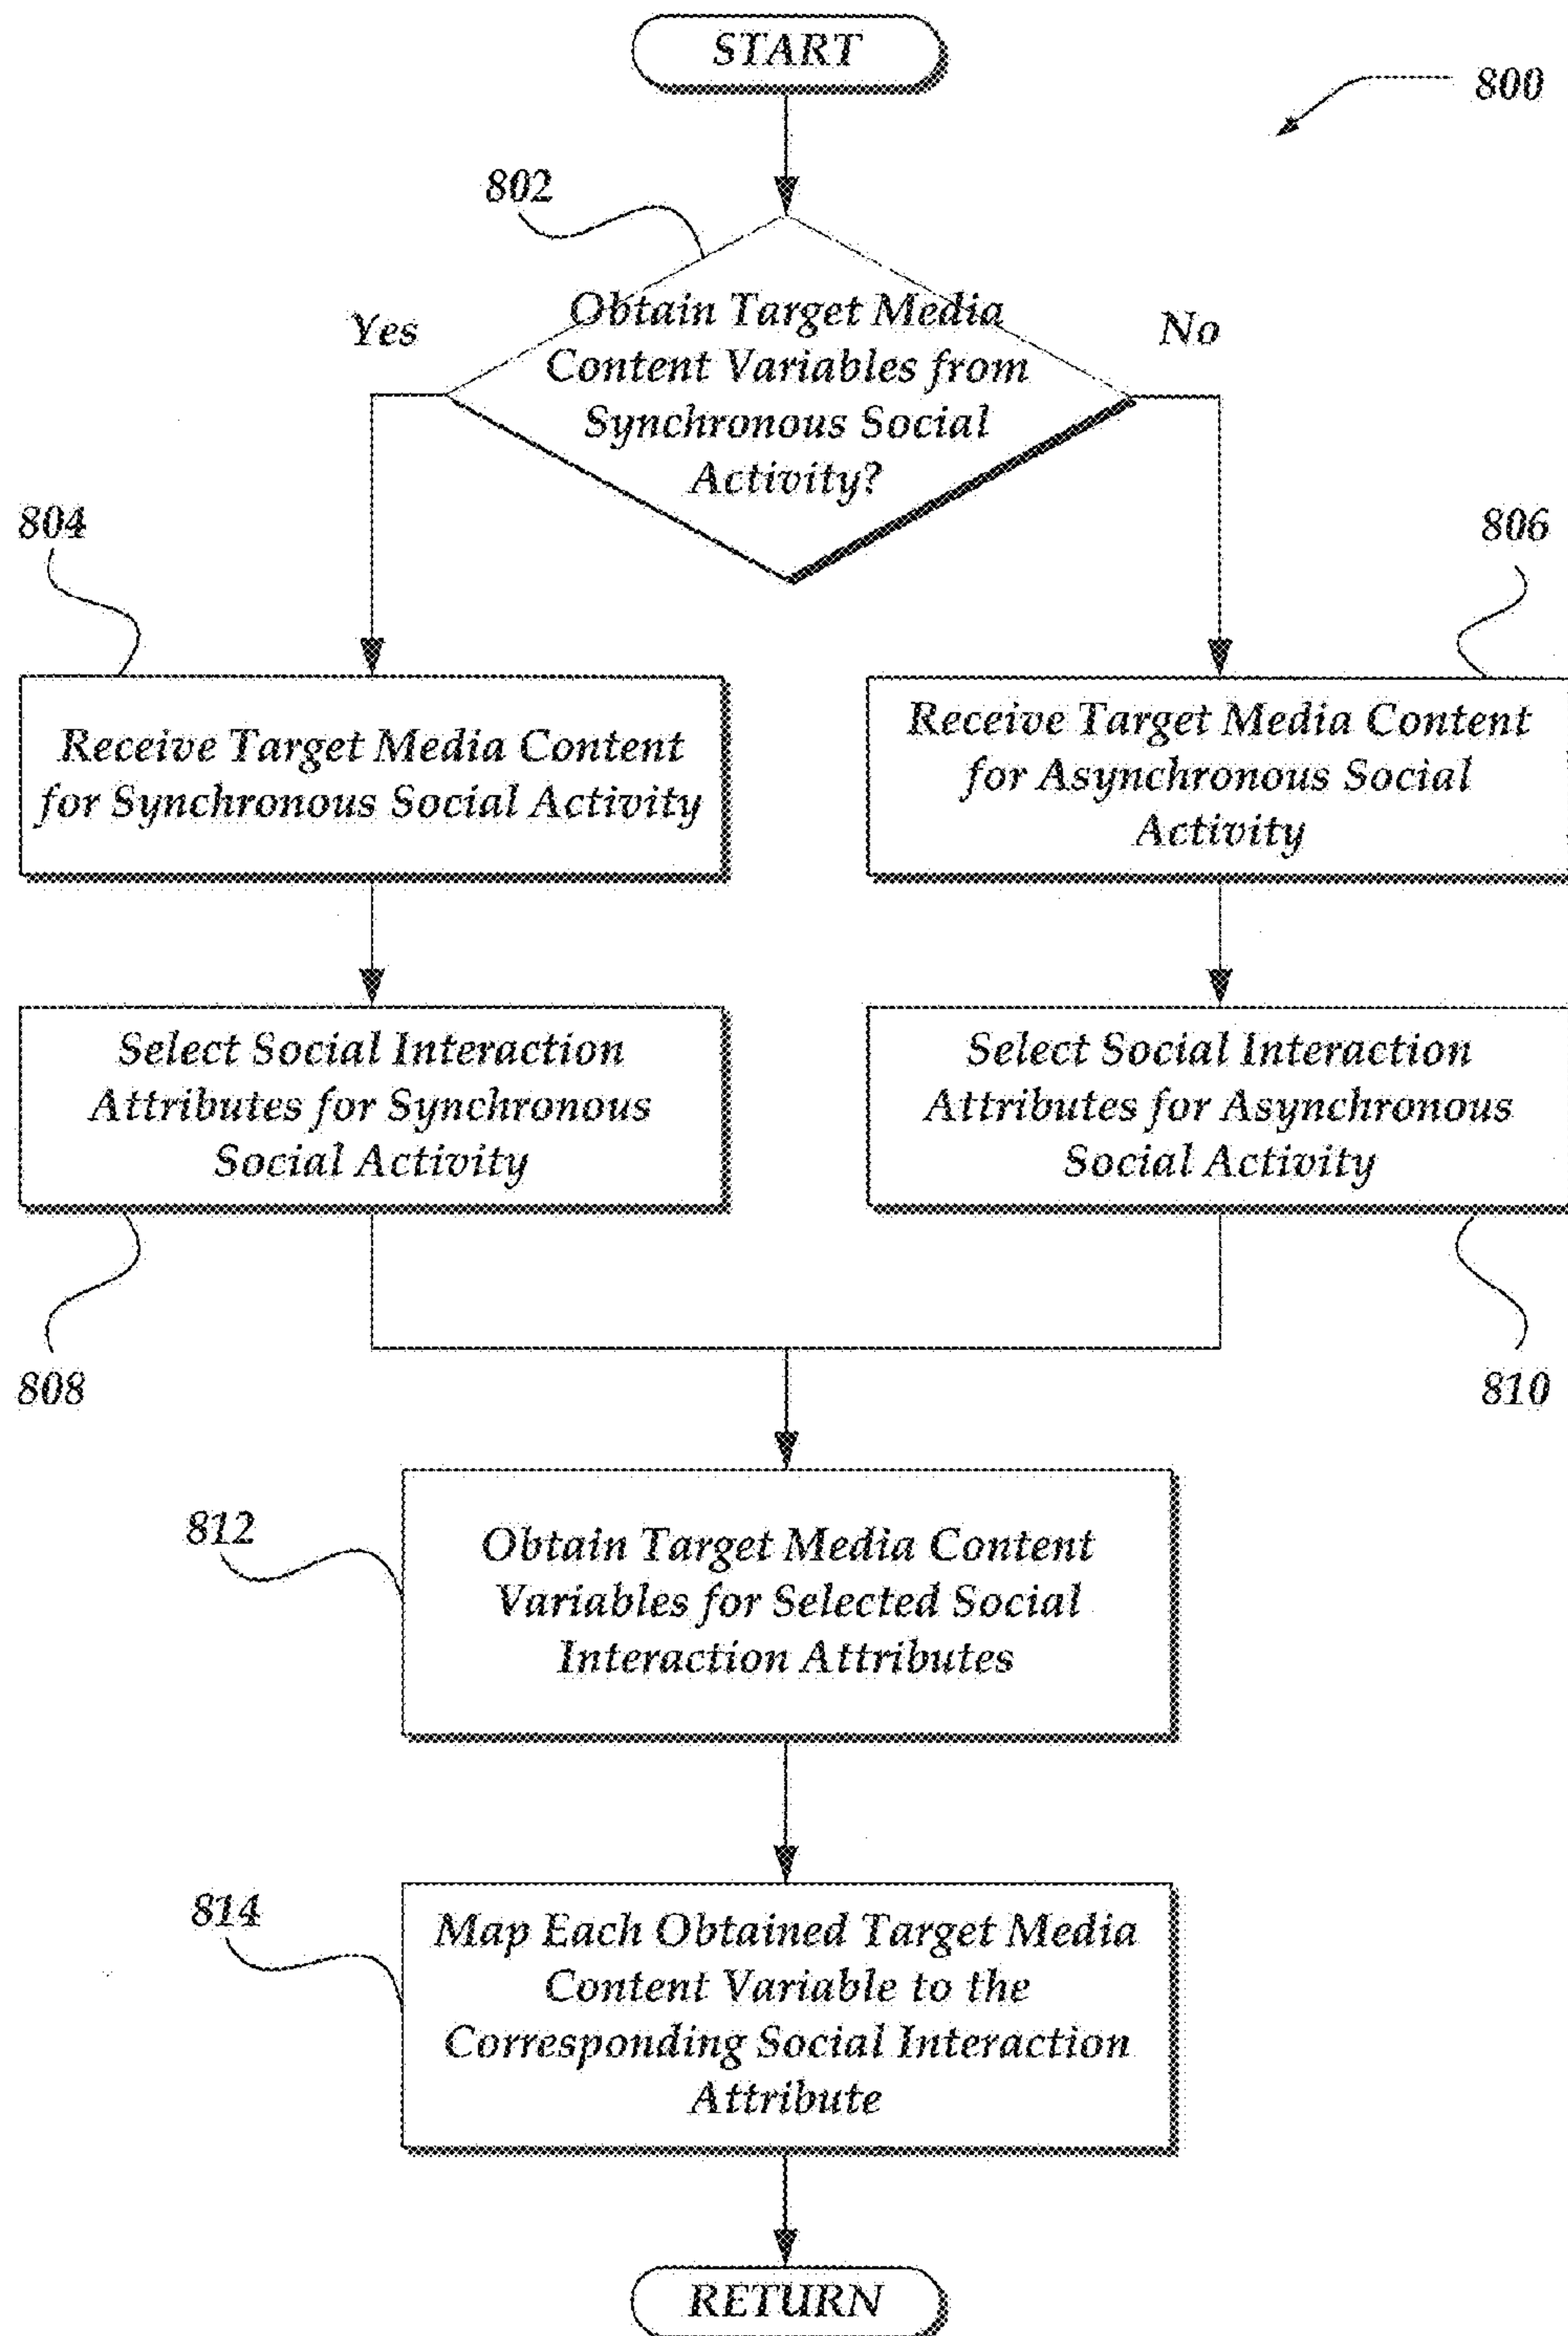 START
800
802
Obtain Target Media
Content Variables from
Synchronous Social
Activity?
Yes
No
804
806
Receive Target Media Content
for Synchronous Social Activity
Receive Target Media Content
for Asynchronous Social
Activity
Select Social Interaction
Attributes for Synchronous
Social Activity
Select Social Interaction
Attributes for Asynchronous
Social Activity
808
810
812
Obtain Target Media Content
Variables for Selected Social
Interaction Attributes
814
Map Each Obtained Target Media
Content Variable to the
Corresponding Social Interaction
Attribute
RETURN